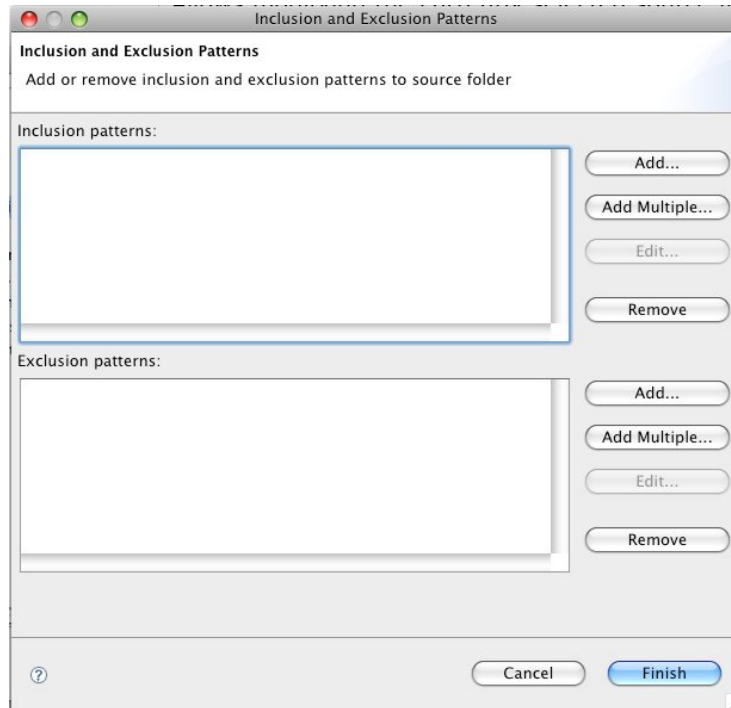 Inclusion and Exclusion Patterns
Inclusion and Exclusion Patterns
Add or remove inclusion and exclusion patterns to source folder
Inclusion patterns:
Add...
Add Multiple...
Edit...
Remove
Exclusion patterns:
Add...
Add Multiple...
Edit...
Remove
?
Cancel
Finish